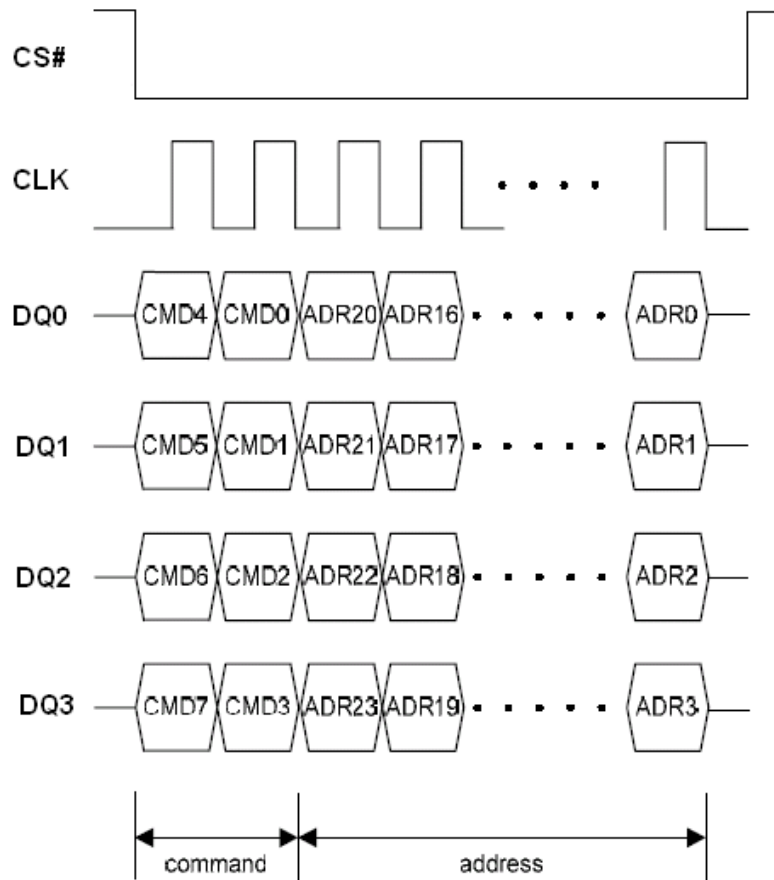 CS#
CLK
DQ0 CMD4 CMD0 ADR20 ADR16 ADR0
DQ1 CMD5 CMD1 ADR21 ADR17 ADR1
DQ2 CMD6 CMD2 ADR22 ADR18 ADR2
DQ3 CMD7 CMD3 ADR23 ADR19 ADR3
command address